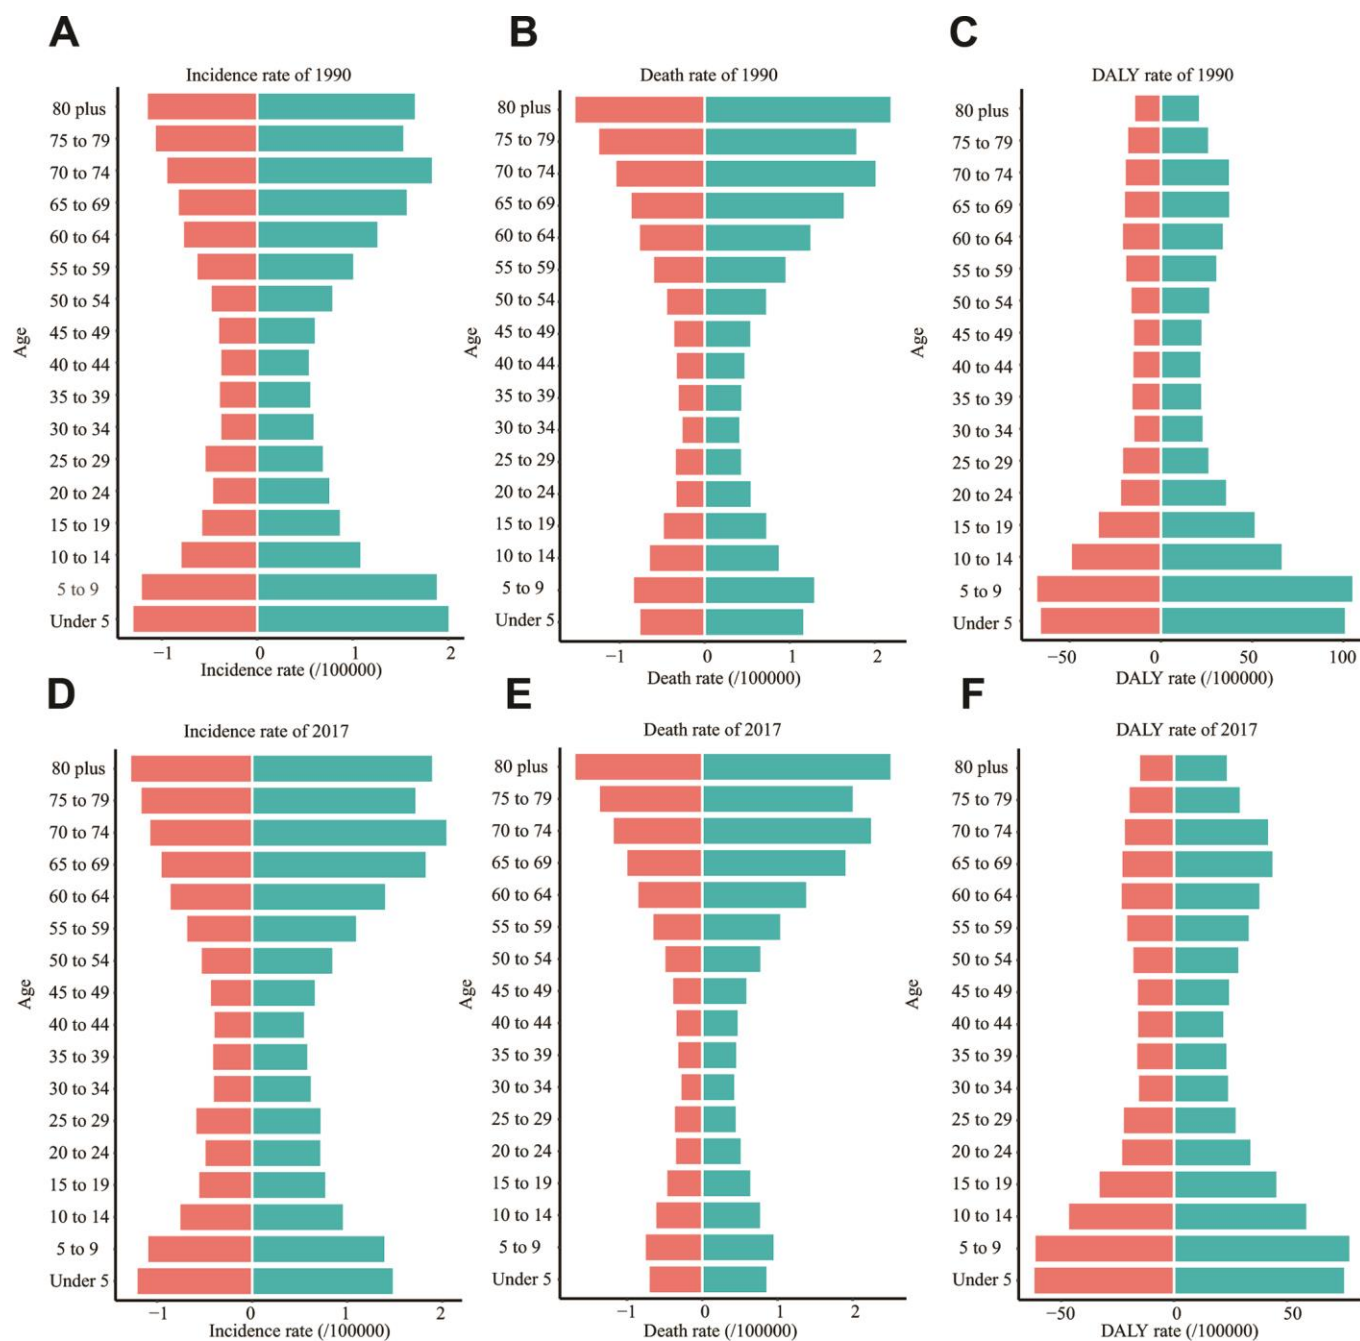 A
Incidence rate of 1990
80 plus
75 to 79
70 to 74
65 to 69
60 to 64
55 to 59
50 to 54
45 to 49
40 to 44
35 to 39
30 to 34
25 to 29
20 to 24
15 to 19
10 to 14
5 to 9
Under 5
Age
−1 0 1 2
Incidence rate (/100000)
B
Death rate of 1990
80 plus
75 to 79
70 to 74
65 to 69
60 to 64
55 to 59
50 to 54
45 to 49
40 to 44
35 to 39
30 to 34
25 to 29
20 to 24
15 to 19
10 to 14
5 to 9
Under 5
Age
−1 0 1 2
Death rate (/100000)
C
DALY rate of 1990
80 plus
75 to 79
70 to 74
65 to 69
60 to 64
55 to 59
50 to 54
45 to 49
40 to 44
35 to 39
30 to 34
25 to 29
20 to 24
15 to 19
10 to 14
5 to 9
Under 5
Age
−50 0 50 100
DALY rate (/100000)
D
Incidence rate of 2017
80 plus
75 to 79
70 to 74
65 to 69
60 to 64
55 to 59
50 to 54
45 to 49
40 to 44
35 to 39
30 to 34
25 to 29
20 to 24
15 to 19
10 to 14
5 to 9
Under 5
Age
−1 0 1 2
Incidence rate (/100000)
E
Death rate of 2017
80 plus
75 to 79
70 to 74
65 to 69
60 to 64
55 to 59
50 to 54
45 to 49
40 to 44
35 to 39
30 to 34
25 to 29
20 to 24
15 to 19
10 to 14
5 to 9
Under 5
Age
−1 0 1 2
Death rate (/100000)
F
DALY rate of 2017
80 plus
75 to 79
70 to 74
65 to 69
60 to 64
55 to 59
50 to 54
45 to 49
40 to 44
35 to 39
30 to 34
25 to 29
20 to 24
15 to 19
10 to 14
5 to 9
Under 5
Age
−50 0 50
DALY rate (/100000)